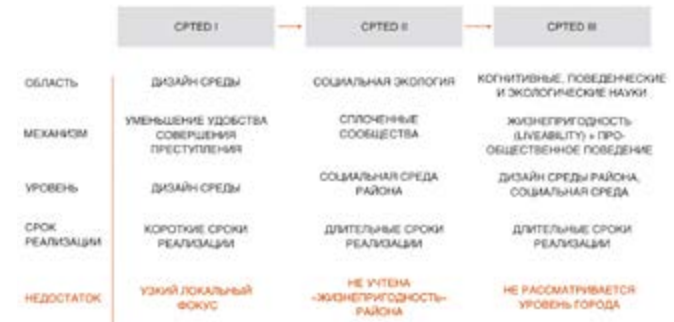 CPTED I
CPTED II
CPTED III
ОБЛАСТЬ
ДИЗАЙН СРЕДЫ
СОЦИАЛЬНАЯ ЭКОЛОГИЯ
КОГНИТИВНЫЕ, ПОВЕДЕНЧЕСКИЕ
И ЭКОЛОГИЧЕСКИЕ НАУКИ
МЕХАНИЗМ
УМЕНЬШЕНИЕ УДОБСТВА
СОВЕРШЕНИЯ
ПРЕСТУПЛЕНИЯ
СПЛОЧЕННЫЕ
СООБЩЕСТВА
ЖИЗНЕПРИГОДНОСТЬ
(LIVEABILITY) + ПРО-
ОБЩЕСТВЕННОЕ ПОВЕДЕНИЕ
УРОВЕНЬ
ДИЗАЙН СРЕДЫ
СОЦИАЛЬНАЯ СРЕДА
РАЙОНА
ДИЗАЙН СРЕДЫ РАЙОНА,
СОЦИАЛЬНАЯ СРЕДА
СРОК
РЕАЛИЗАЦИИ
КОРОТКИЕ СРОКИ
РЕАЛИЗАЦИИ
ДЛИТЕЛЬНЫЕ СРОКИ
РЕАЛИЗАЦИИ
ДЛИТЕЛЬНЫЕ СРОКИ
РЕАЛИЗАЦИИ
НЕДОСТАТОК
УЗКИЙ ЛОКАЛЬНЫЙ
ФОКУС
НЕ УЧТЕНА
«ЖИЗНЕПРИГОДНОСТЬ»
РАЙОНА
НЕ РАССМАТРИВАЕТСЯ
УРОВЕНЬ ГОРОДА